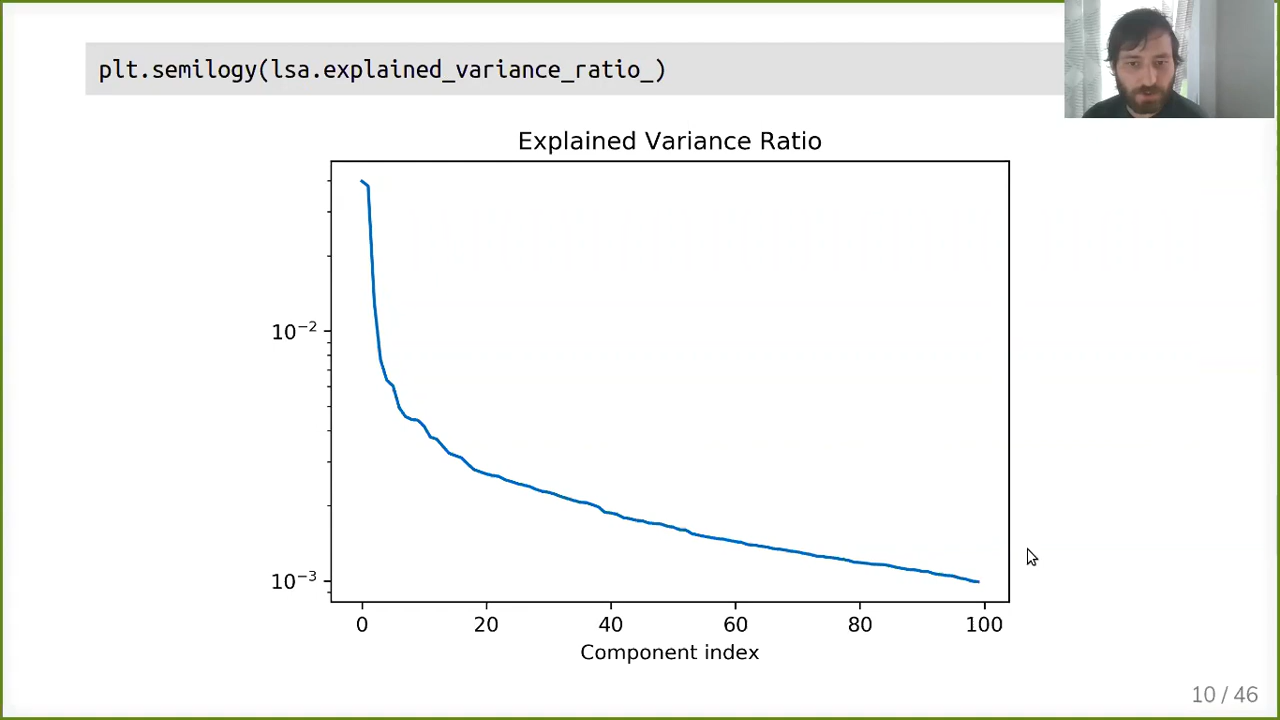 plt.semilogy(lsa.explained_variance_ratio_)
Explained Variance Ratio
10⁻²
10⁻³
0 20 40 60 80 100
Component index
10 / 46